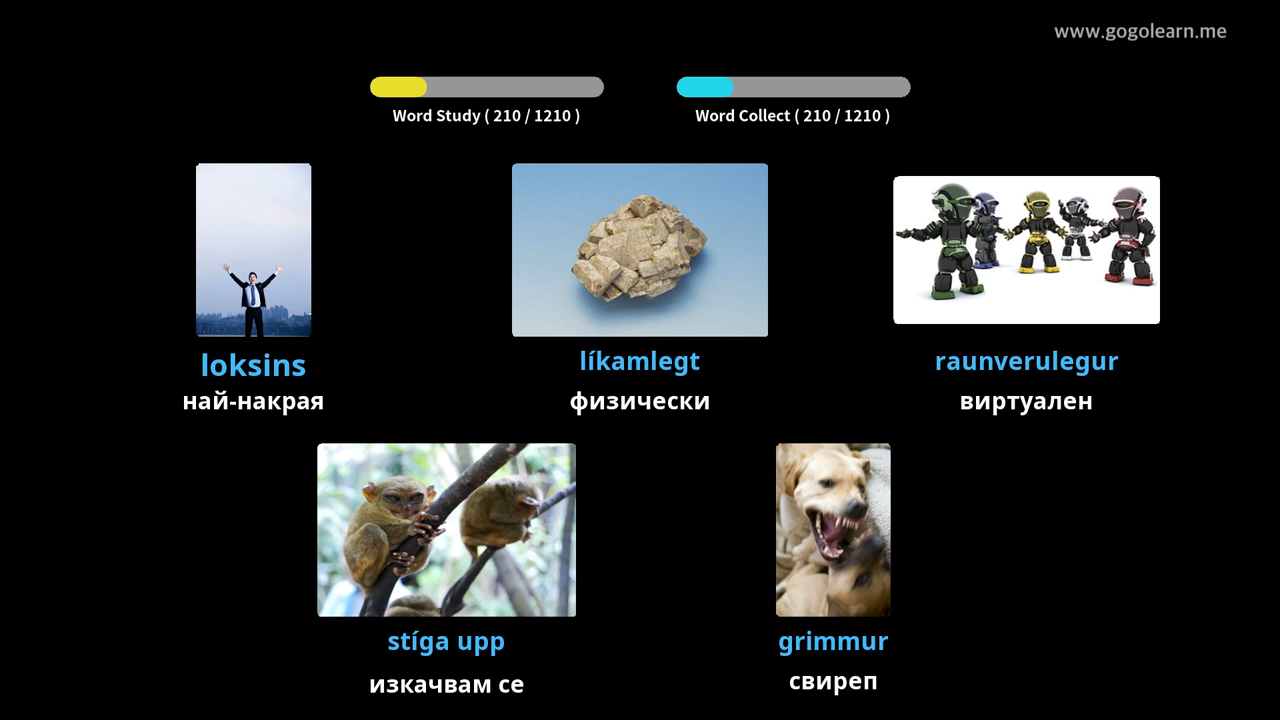 www.gogolearn.me
Word Study ( 210 / 1210 )
Word Collect ( 210 / 1210 )
loksins
най-накрая
líkamlegt
физически
raunverulegur
виртуален
stíga upp
изкачвам се
grimmur
свиреп